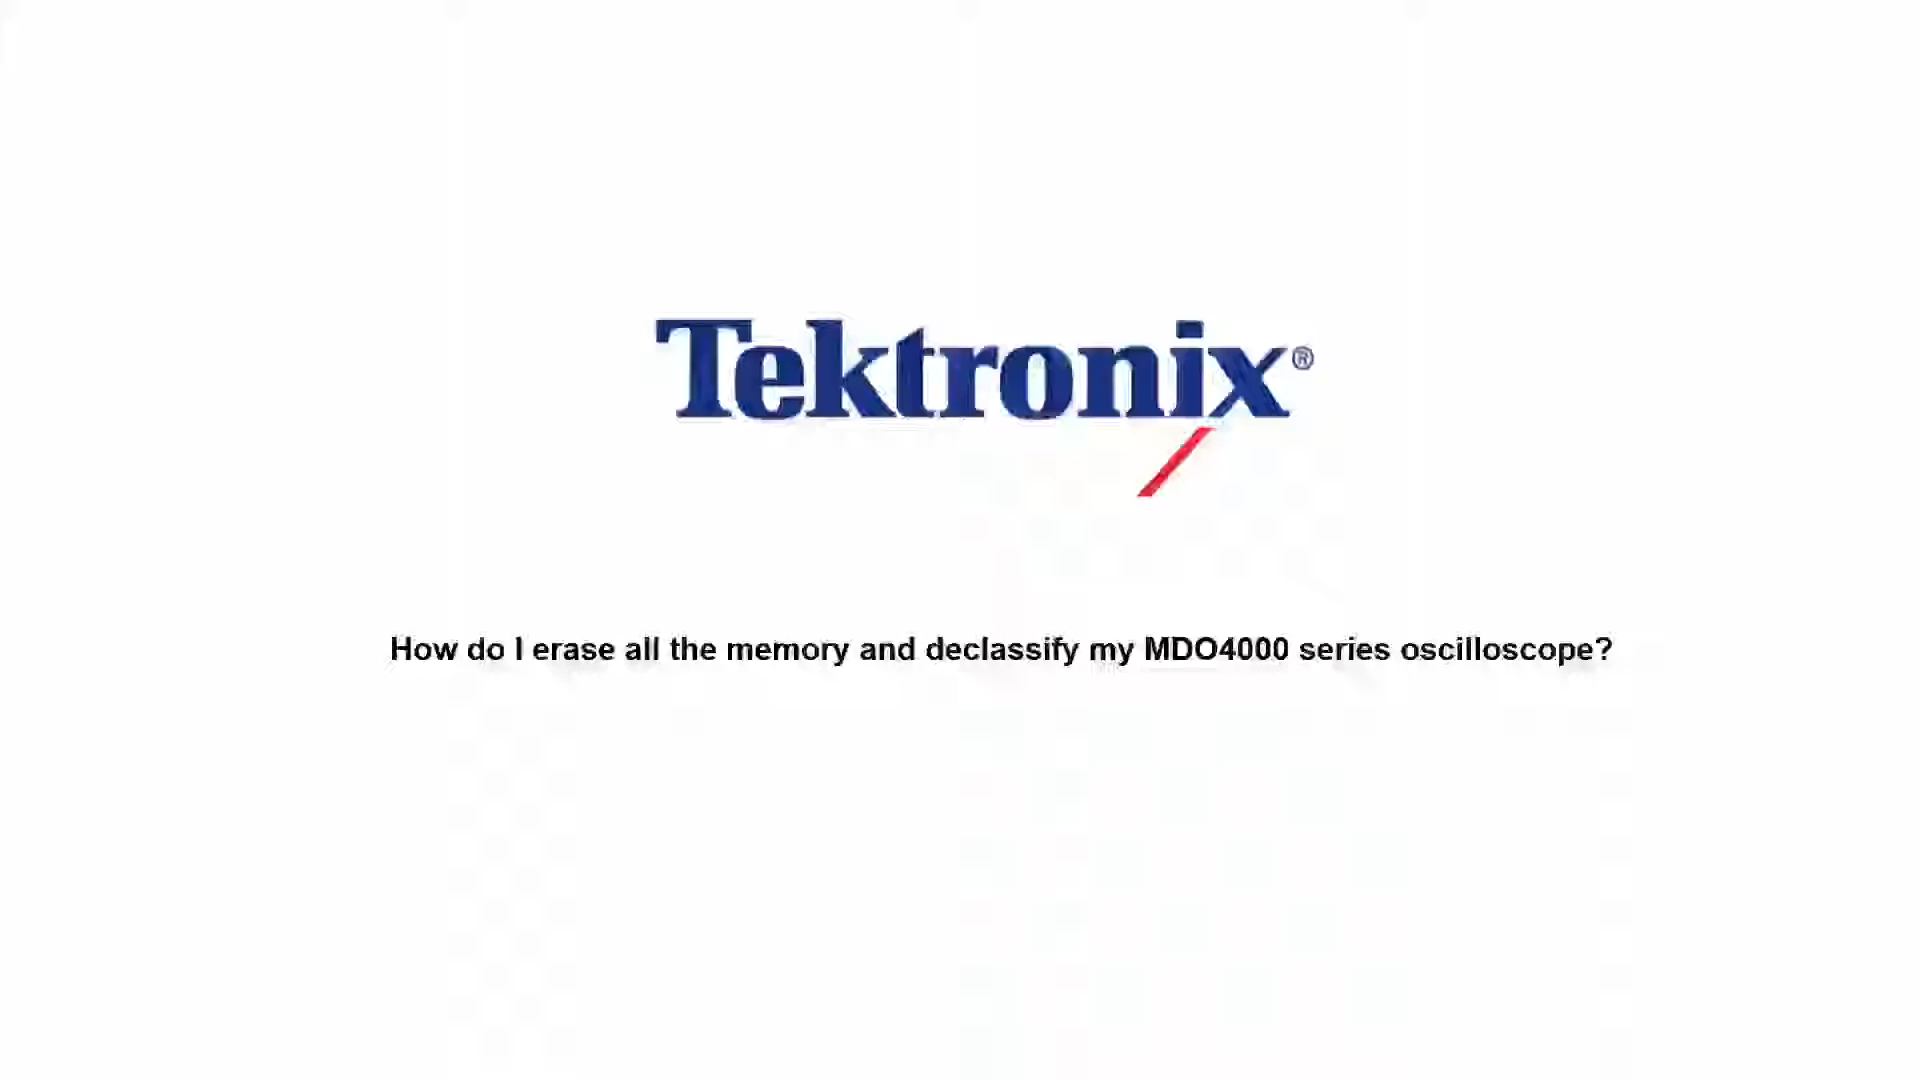 Tektronix®
How do I erase all the memory and declassify my MDO4000 series oscilloscope?